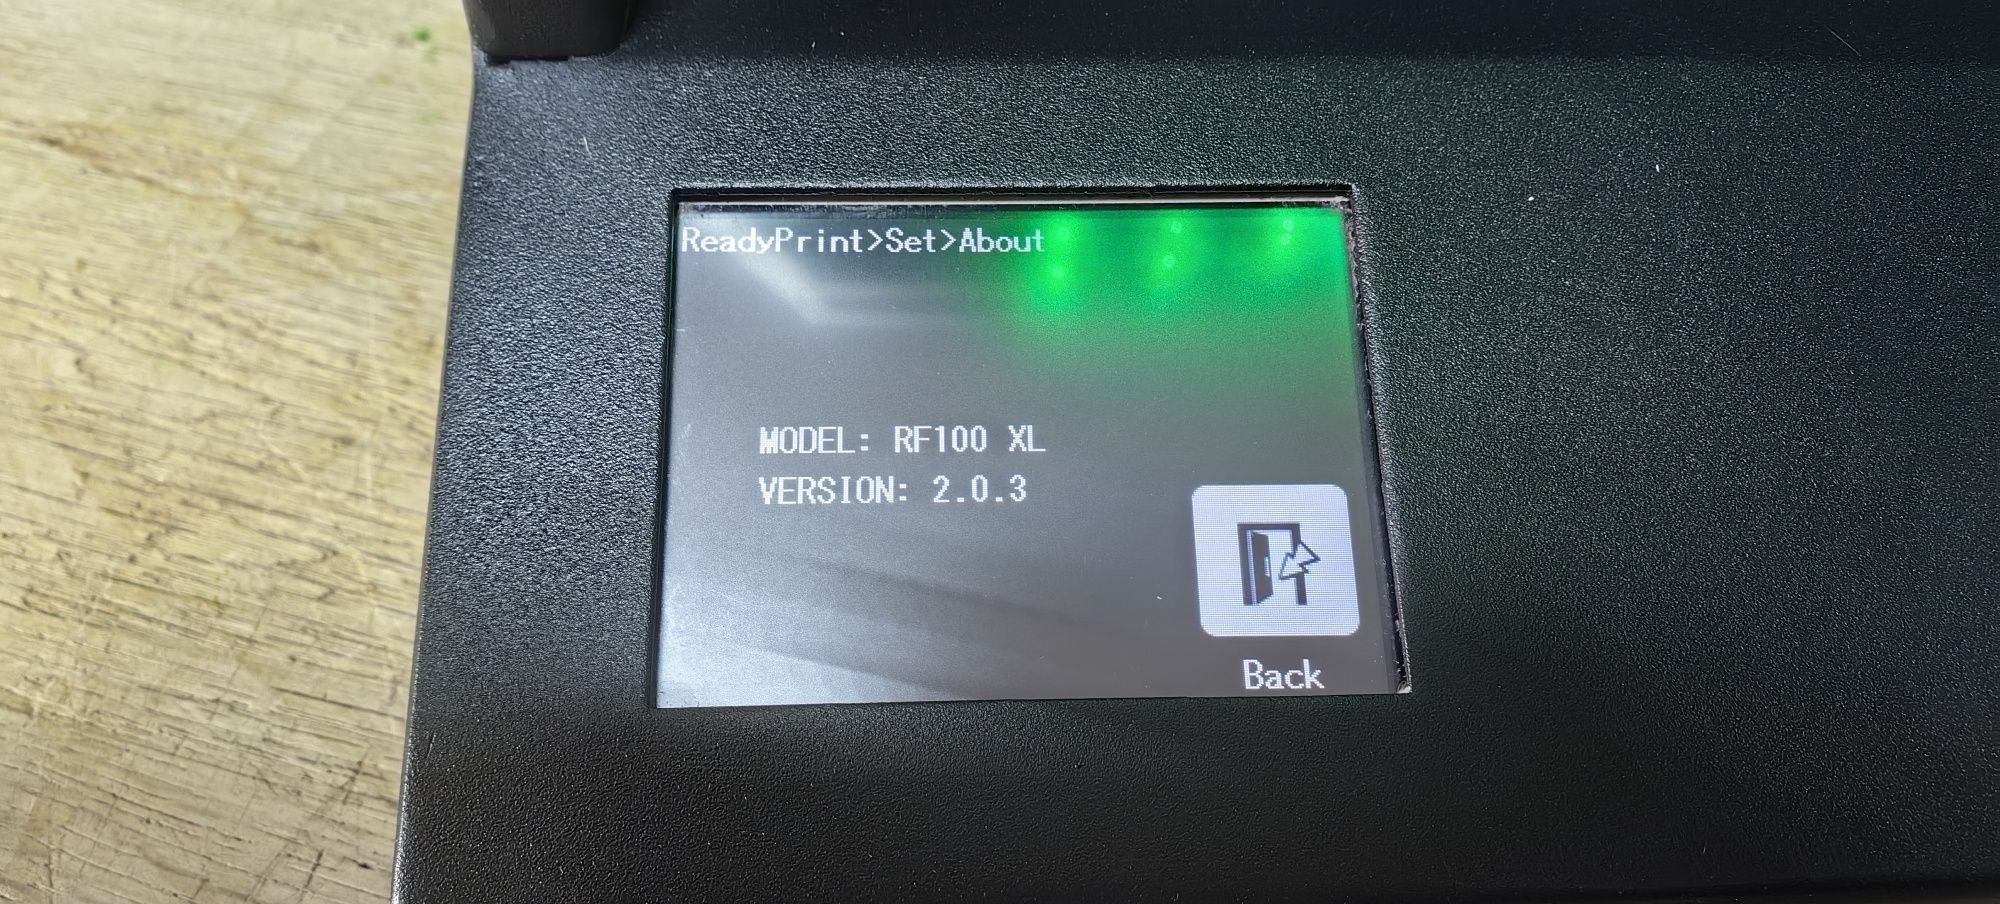 ReadyPrint>Set>About
MODEL: RF100 XL
VERSION: 2.0.3
Back